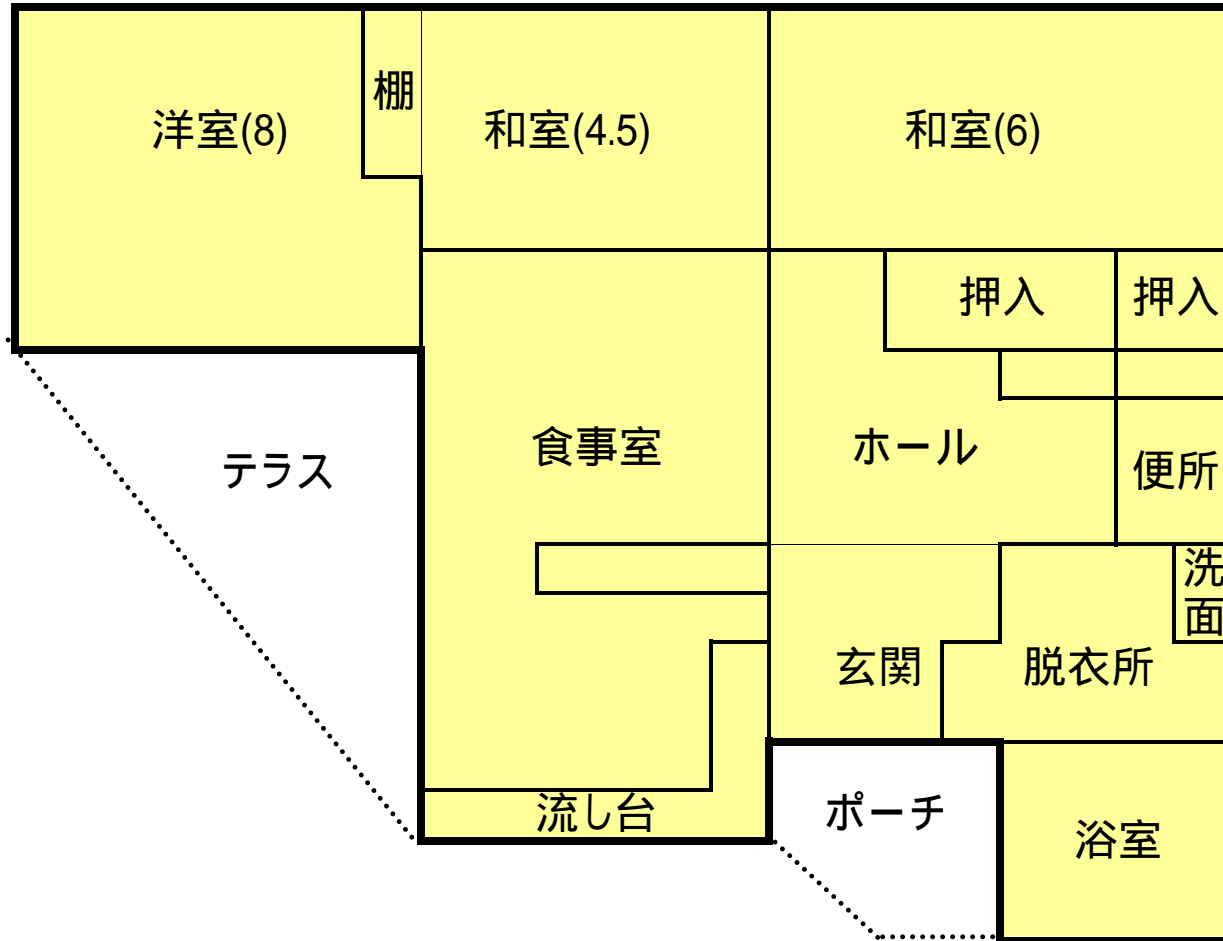 洋室(8)
棚
和室(4.5)
和室(6)
押入
押入
食事室
ホール
便所
テラス
洗
面
玄関
脱衣所
流し台
ポーチ
浴室